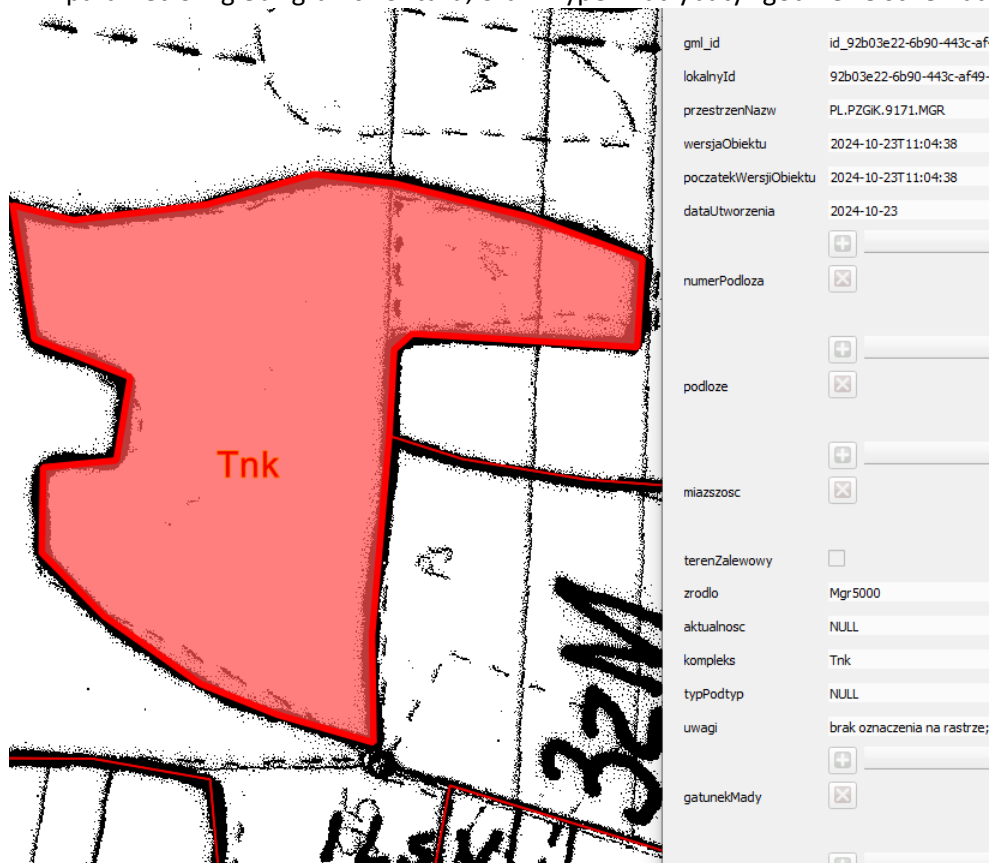 gml_id id_92b03e22-6b90-443c-af
lokalnyId 92b03e22-6b90-443c-af49-
przestrzenNazw PL.PZGiK.9171.MGR
wersjaObiektu 2024-10-23T11:04:38
poczatekWersjiObiektu 2024-10-23T11:04:38
dataUtworzenia 2024-10-23
numerPodloza
podloze
miazszosc
terenZalewowy
zrodlo Mgr5000
aktualnosc NULL
kompleks Tnk
typPodtyp NULL
uwagi brak oznaczenia na rastrze;
gatunekMady
Tnk
R